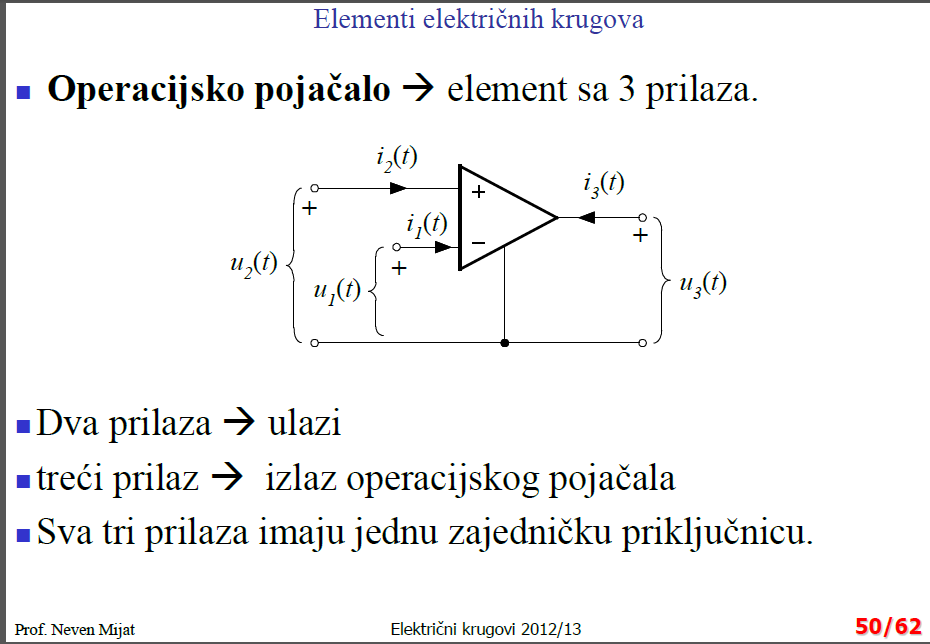 Elementi električnih krugova
Operacijsko pojačalo → element sa 3 prilaza.
i2(t)
+
i3(t)
+
i1(t)
+
−
+
u2(t)
+
u1(t)
u3(t)
Dva prilaza → ulazi
treći prilaz → izlaz operacijskog pojačala
Sva tri prilaza imaju jednu zajedničku priključnicu.
Prof. Neven Mijat
Električni krugovi 2012/13
50/62